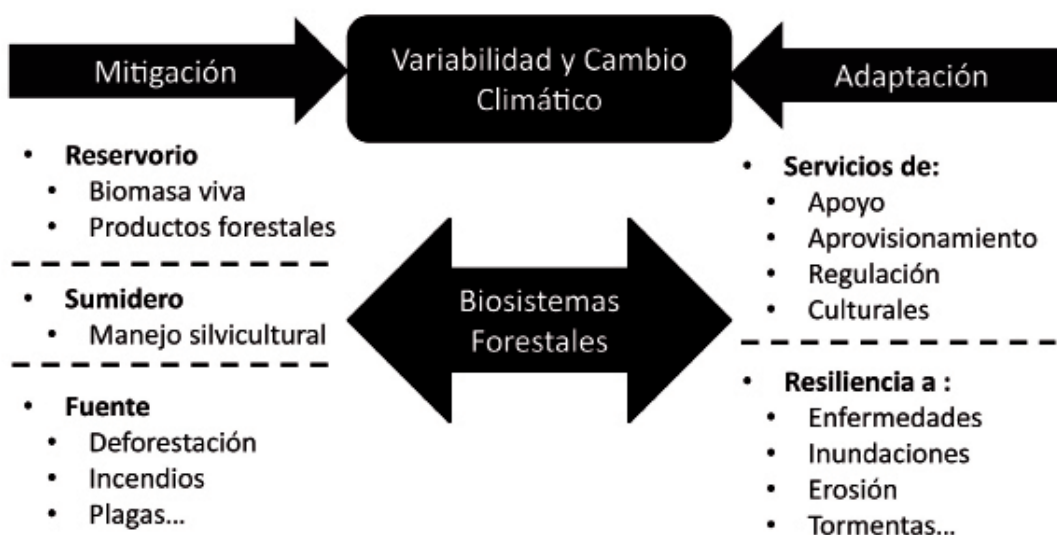 Mitigación
Variabilidad y Cambio
Climático
Adaptación
• Reservorio
• Biomasa viva
• Productos forestales
• Sumidero
• Manejo silvicultural
• Fuente
• Deforestación
• Incendios
• Plagas...
Biosistemas
Forestales
• Servicios de:
• Apoyo
• Aprovisionamiento
• Regulación
• Culturales
• Resiliencia a :
• Enfermedades
• Inundaciones
• Erosión
• Tormentas...